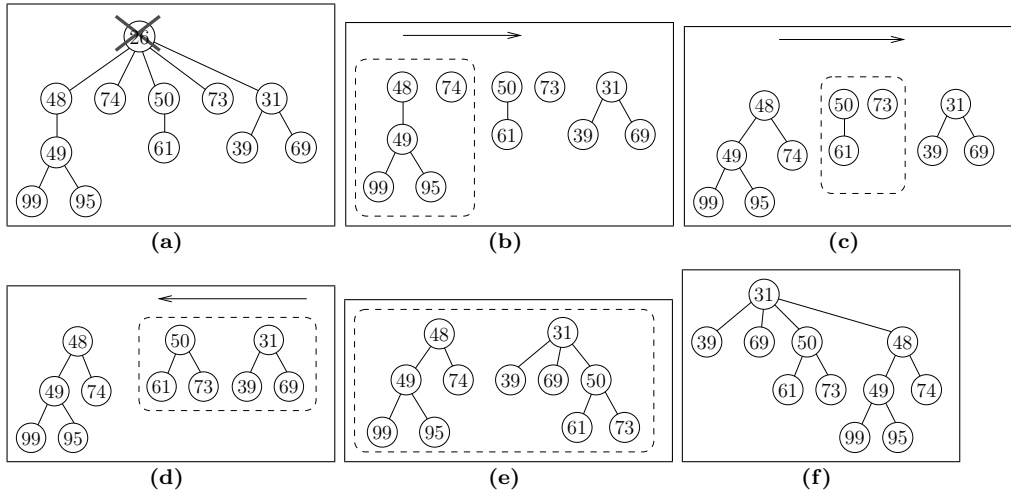 26
48 74 50 73 31
49 61 39 69
99 95
(a)
48 74 50 73 31
49 61 39 69
99 95
(b)
48 50 73 31
49 74 61 39 69
99 95
(c)
48 50 31
49 74 61 73 39 69
99 95
(d)
48 31
49 74 39 69 50
99 95 61 73
(e)
31
39 69 50 48
61 73 49 74
99 95
(f)